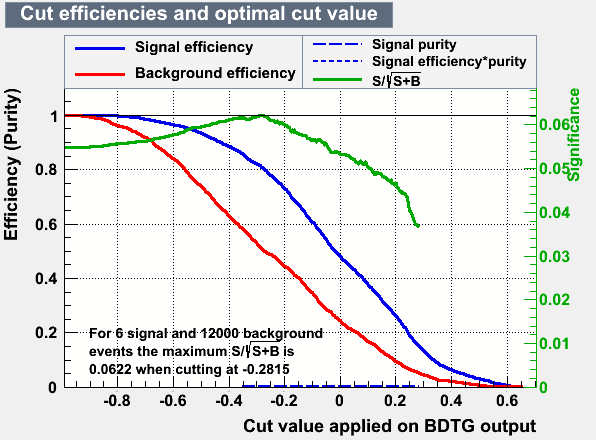 Cut efficiencies and optimal cut value
Signal efficiency
Background efficiency
Signal purity
Signal efficiency*purity
S/√S+B
Efficiency (Purity)
1
0.8
0.6
0.4
0.2
0
Significance
0.06
0.05
0.04
0.03
0.02
0.01
0
For 6 signal and 12000 background
events the maximum S/√S+B is
0.0622 when cutting at -0.2815
-0.8 -0.6 -0.4 -0.2 0 0.2 0.4 0.6
Cut value applied on BDTG output